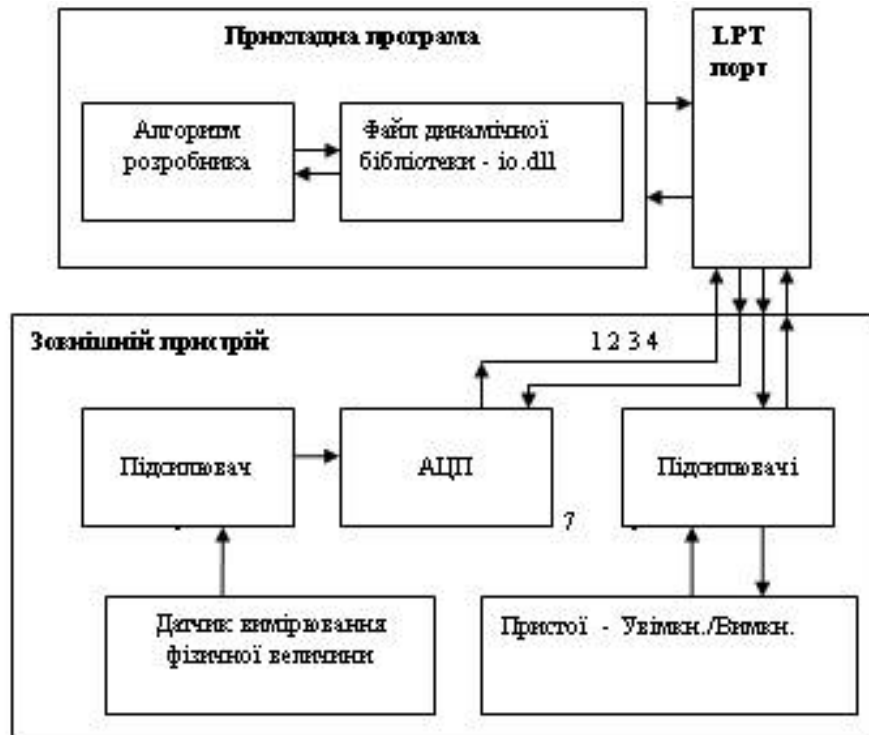 Прикладна програма
LPT
порт
Алгоритм
розробника
Файл динамічної
бібліотеки - io.dll
Зовнішній пристрій
1 2 3 4
Підсилювач
АЦП
Підсилювачі
7
Датчик вимірювання
фізичної величини
Пристої - Увімкн./Вимкн.